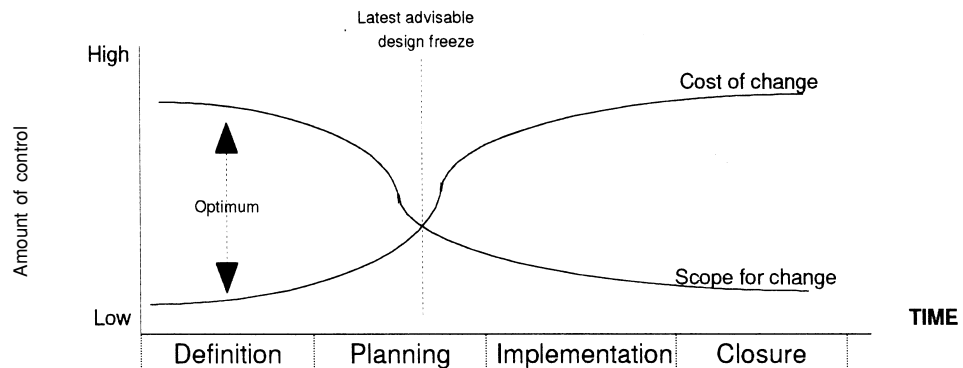 Latest advisable
design freeze
High
Cost of change
Amount of control
Optimum
Scope for change
Low
TIME
Definition
Planning
Implementation
Closure